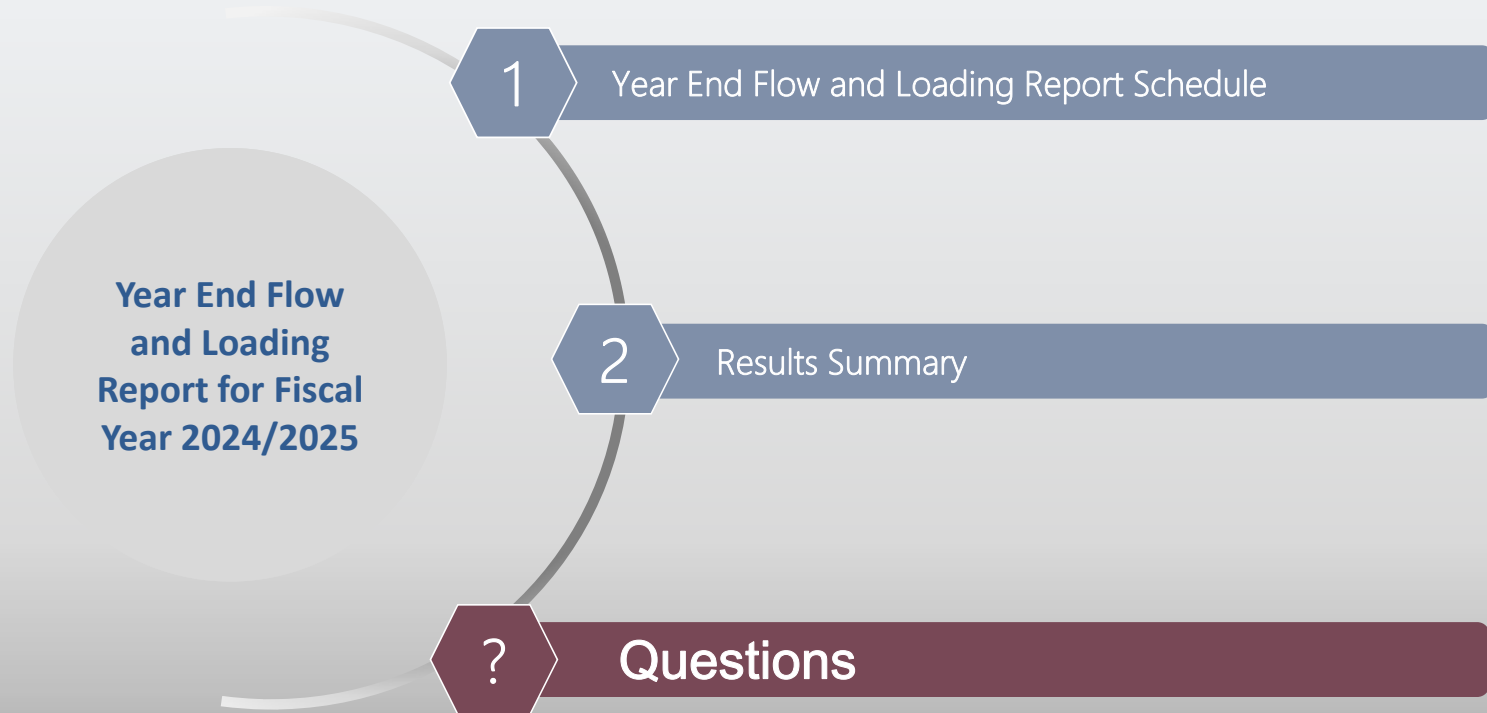 Year End Flow
and Loading
Report for Fiscal
Year 2024/2025
1
Year End Flow and Loading Report Schedule
2
Results Summary
?
Questions